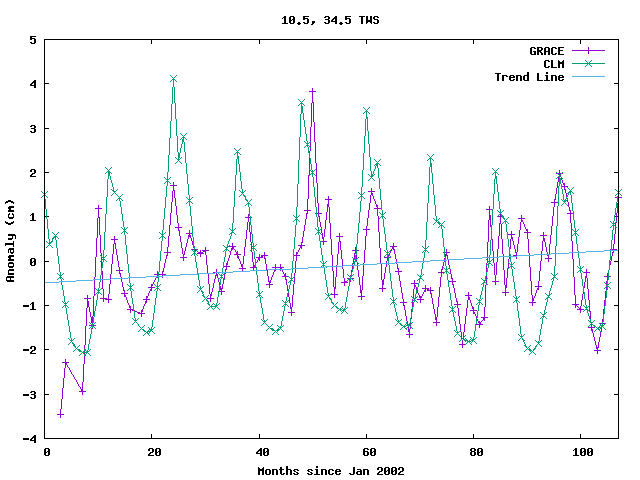 10.5, 34.5 TWS
GRACE
CLM
Trend Line
5
4
3
2
1
0
-1
-2
-3
-4
Anomaly (cm)
0 20 40 60 80 100
Months since Jan 2002